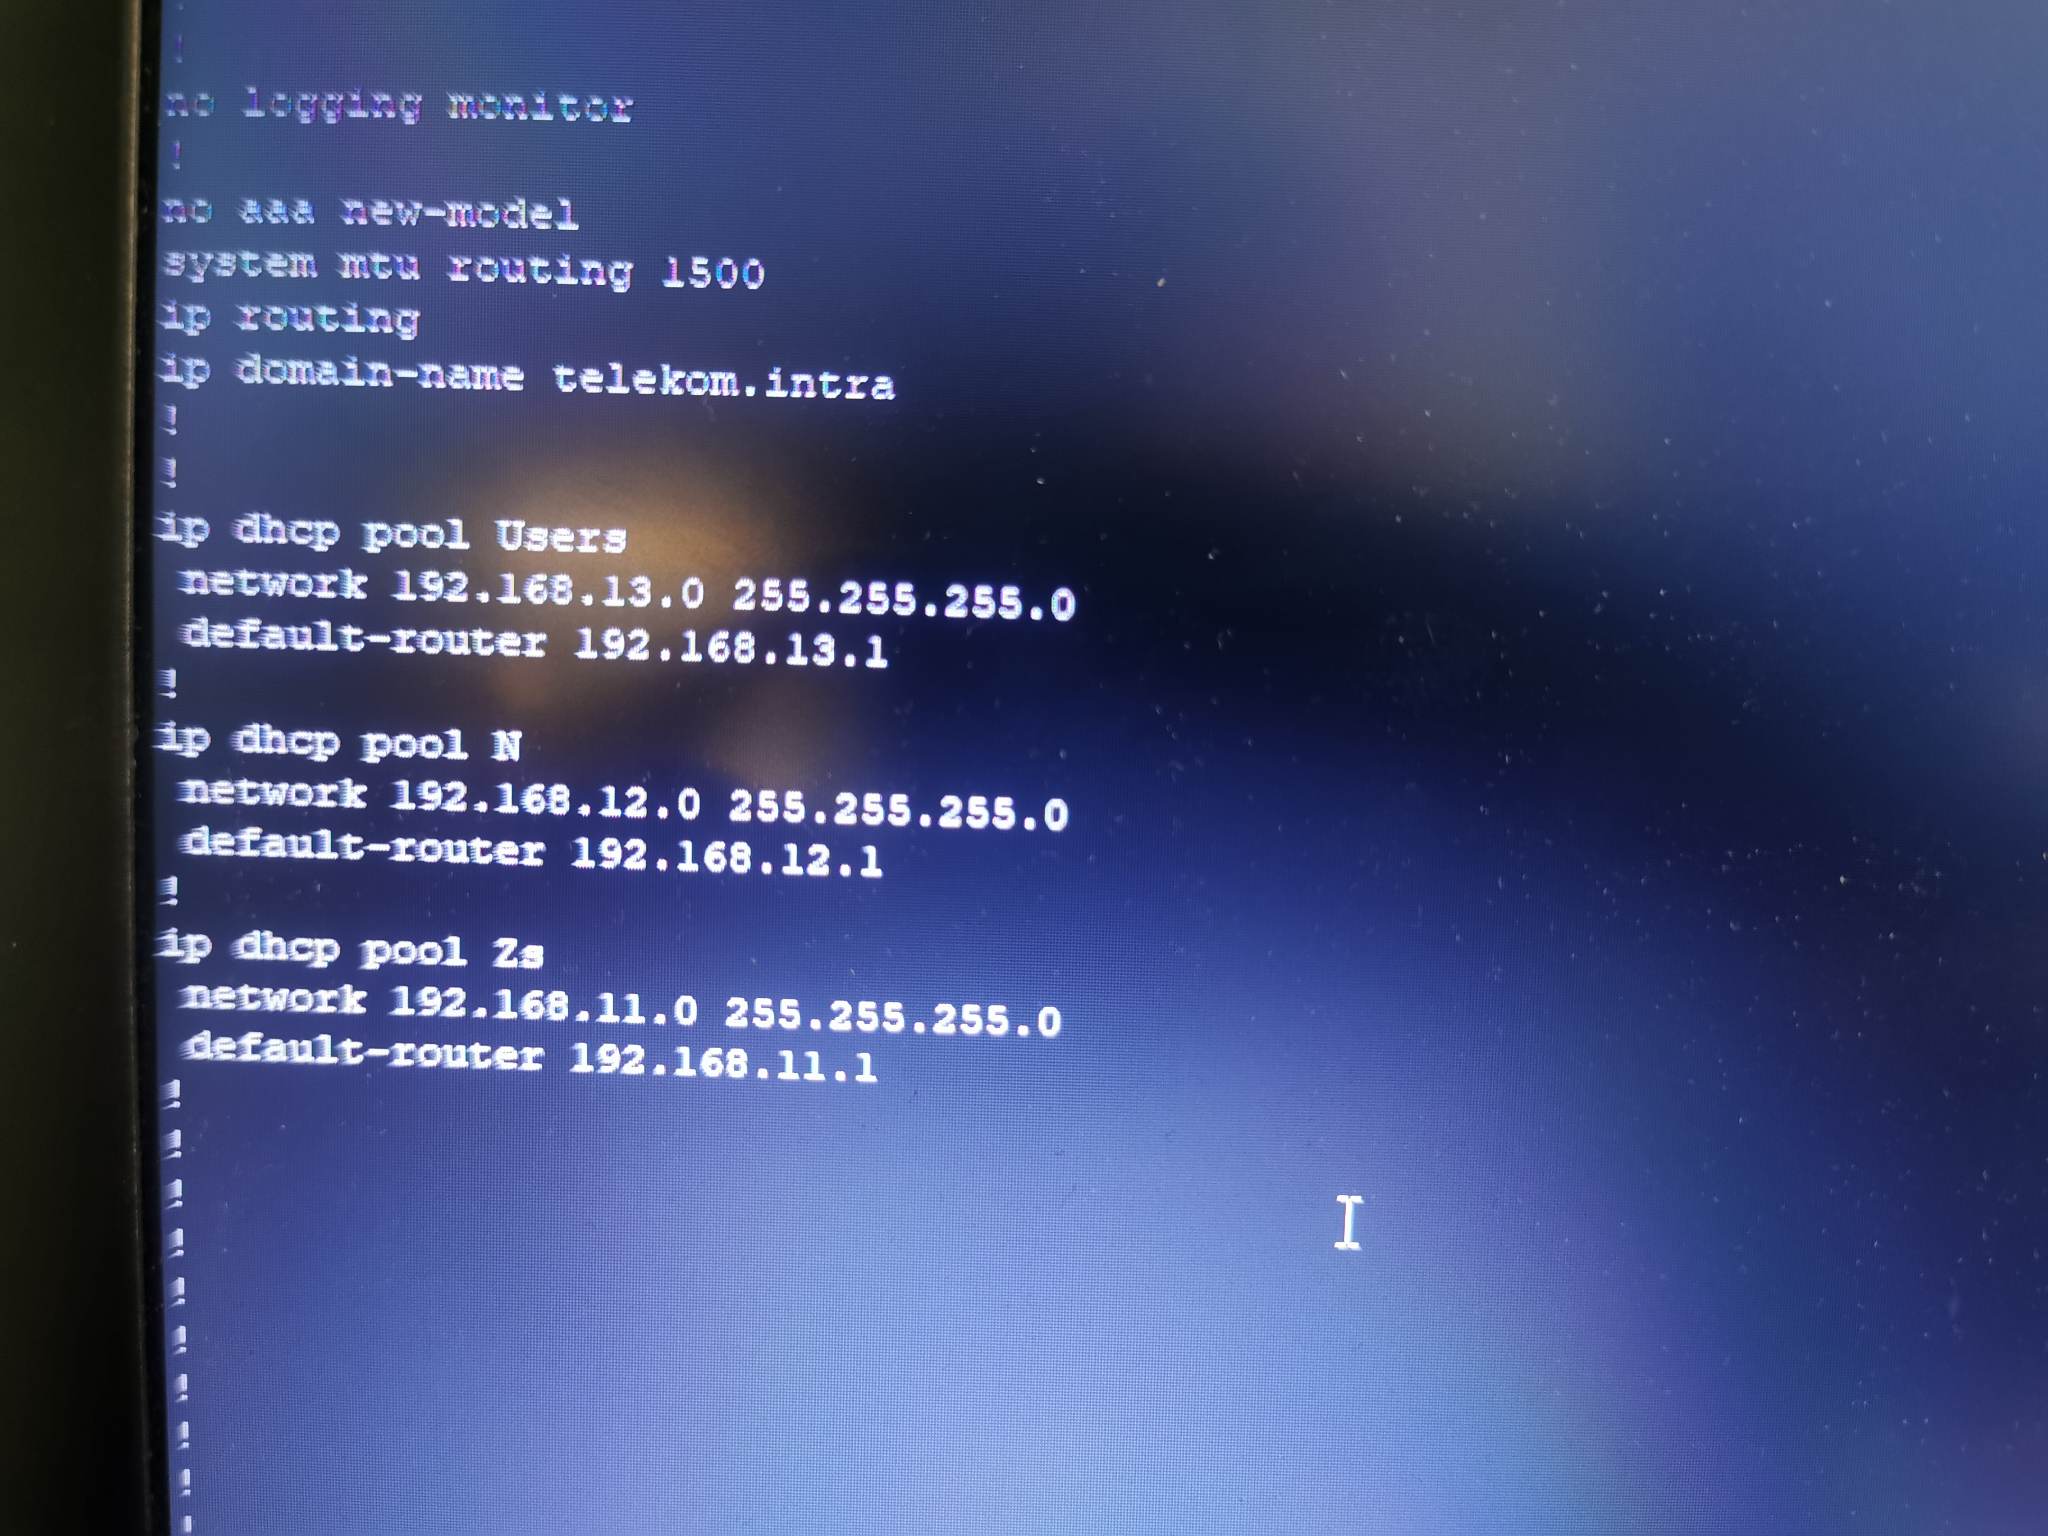 !
no logging monitor
!
no aaa new-model
system mtu routing 1500
ip routing
ip domain-name telekom.intra
!
!
ip dhcp pool Users
 network 192.168.13.0 255.255.255.0
 default-router 192.168.13.1
!
ip dhcp pool N
 network 192.168.12.0 255.255.255.0
 default-router 192.168.12.1
!
ip dhcp pool Zs
 network 192.168.11.0 255.255.255.0
 default-router 192.168.11.1
!
!
!
!
!
!
!
!
!
!